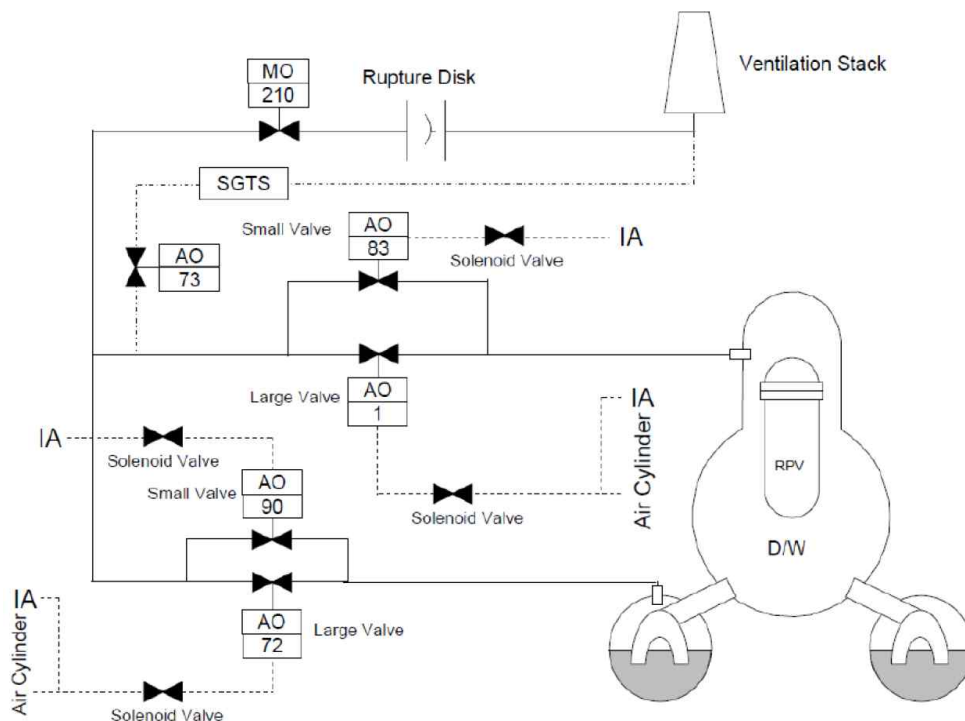 MO
210
Rupture Disk
Ventilation Stack
SGTS
Small Valve
AO
83
IA
Solenoid Valve
AO
73
Large Valve
AO
1
IA
Air Cylinder
Solenoid Valve
RPV
D/W
IA
Solenoid Valve
Small Valve
AO
90
IA
Air Cylinder
AO
72
Large Valve
Solenoid Valve